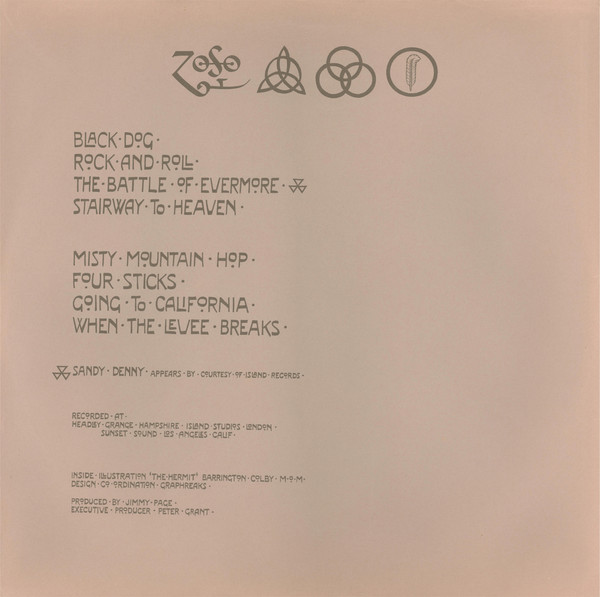 ZoSo
BLACK · DOG ·
ROCK · AND · ROLL ·
THE · BATTLE · OF · EVERMORE ·
STAIRWAY · To · HEAVEN ·
MISTY · MOUNTAIN · HOP ·
FOUR · STICKS ·
GOING · To · CALIFORNIA ·
WHEN · THE · LEVEE · BREAKS ·
SANDY · DENNY · APPEARS · BY · COURTESY · OF · ISLAND · RECORDS ·
RECORDED · AT ·
HEADLEY · GRANGE · HAMPSHIRE · ISLAND · STUDIOS · LONDON ·
SUNSET · SOUND · LOS · ANGELES · CALIF ·
INSIDE · ILLUSTRATION 'THE · HERMIT' BARRINGTON · COLBY · M·O·M·
DESIGN · CO · ORDINATION · GRAPHREAKS ·
PRODUCED · BY · JIMMY · PAGE ·
EXECUTIVE · PRODUCER · PETER · GRANT ·